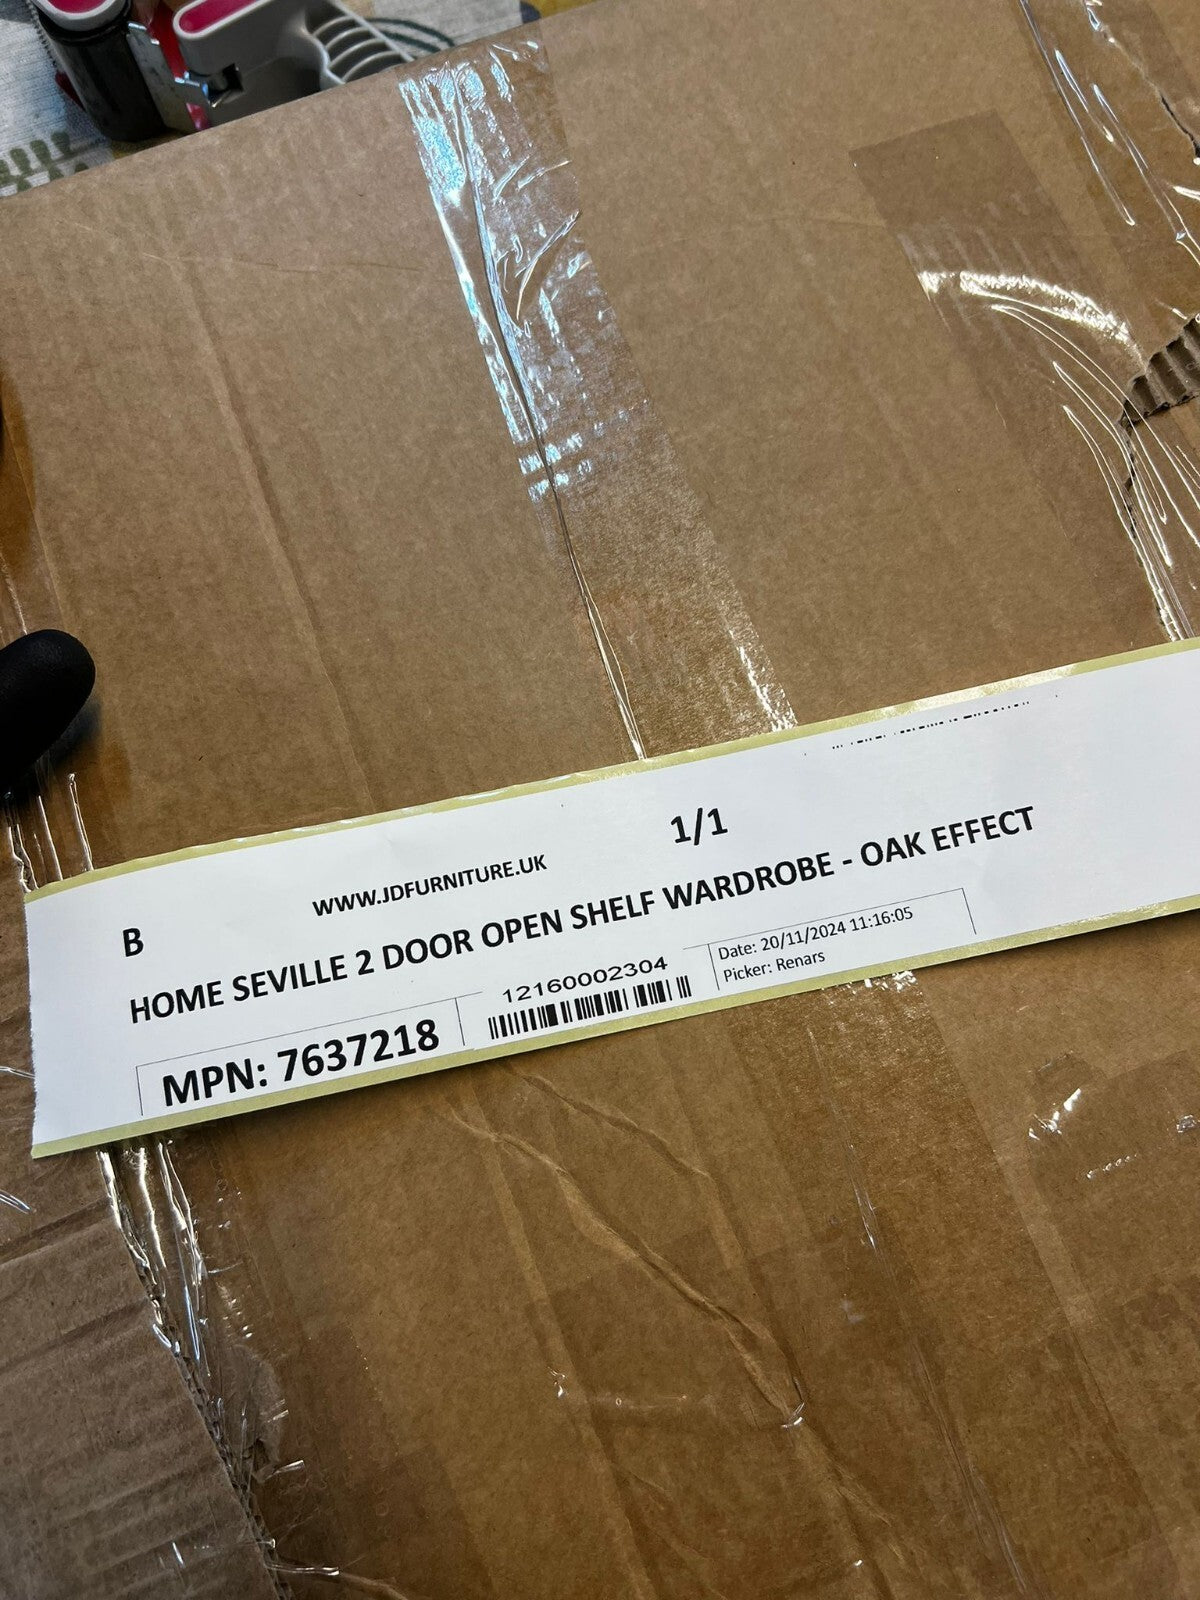 1/1
WWW.JDFURNITURE.UK
B
HOME SEVILLE 2 DOOR OPEN SHELF WARDROBE - OAK EFFECT
MPN: 7637218
12160002304
Date: 20/11/2024 11:16:05
Picker: Renars